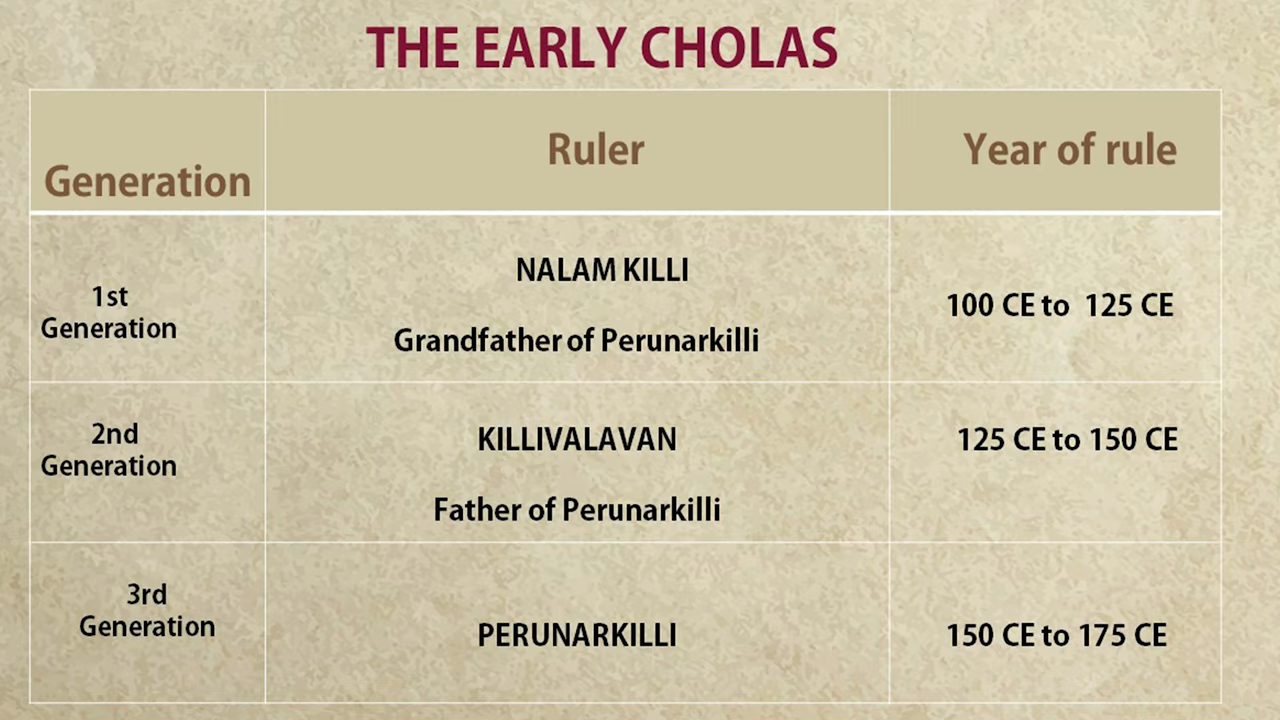 THE EARLY CHOLAS
Generation
Ruler
Year of rule
1st
Generation
NALAM KILLI
Grandfather of Perunarkilli
100 CE to 125 CE
2nd
Generation
KILLIVALAVAN
Father of Perunarkilli
125 CE to 150 CE
3rd
Generation
PERUNARKILLI
150 CE to 175 CE